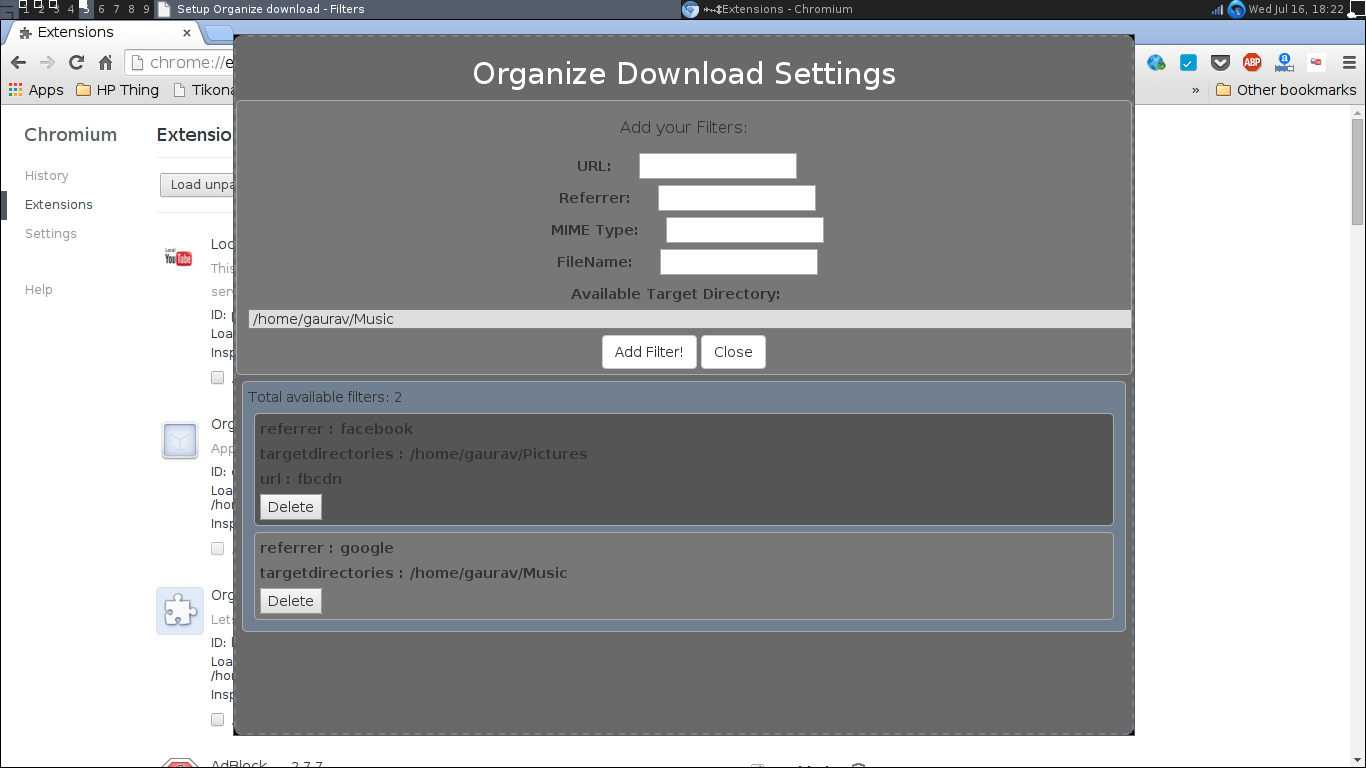 1 2 3 4 5 6 7 8 9 Setup Organize download - Filters Extensions - Chromium Wed Jul 16, 18:22
Extensions
chrome://e
ABP
Apps HP Thing Tikona » Other bookmarks
Organize Download Settings
Chromium
History
Extensions
Settings
Help
Extensio
Load unpa
Loc
This
serv
ID:
Loa
Insp
Org
App
ID:
Loa
/hor
Insp
Org
Let
ID:
Loa
/hor
Insp
AdBlock 2.7.7
Add your Filters:
URL:
Referrer:
MIME Type:
FileName:
Available Target Directory:
/home/gaurav/Music
Add Filter! Close
Total available filters: 2
referrer : facebook
targetdirectories : /home/gaurav/Pictures
url : fbcdn
Delete
referrer : google
targetdirectories : /home/gaurav/Music
Delete